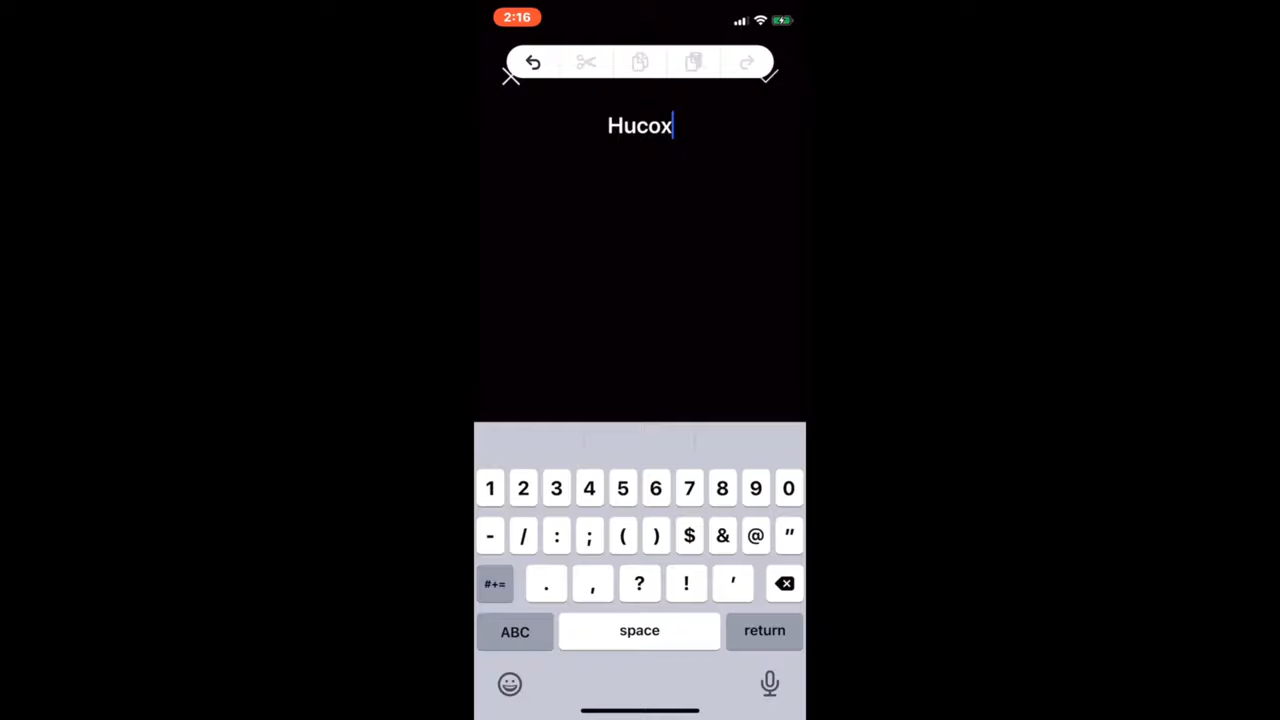 2:16
Hucox
1 2 3 4 5 6 7 8 9 0
- / : ; ( ) $ & @ "
#+= . , ? ! '
ABC space return